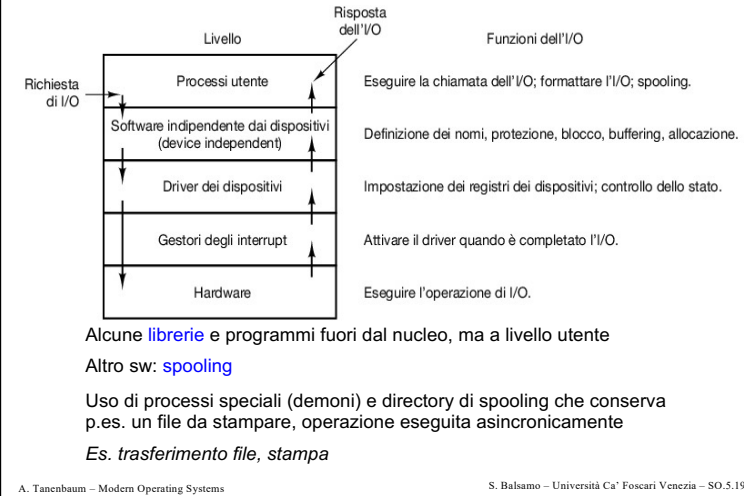 Livello
Risposta
dell'I/O
Funzioni dell'I/O
Richiesta
di I/O
Processi utente
Eseguire la chiamata dell'I/O; formattare l'I/O; spooling.
Software indipendente dai dispositivi
(device independent)
Definizione dei nomi, protezione, blocco, buffering, allocazione.
Driver dei dispositivi
Impostazione dei registri dei dispositivi; controllo dello stato.
Gestori degli interrupt
Attivare il driver quando è completato l'I/O.
Hardware
Eseguire l'operazione di I/O.
Alcune librerie e programmi fuori dal nucleo, ma a livello utente
Altro sw: spooling
Uso di processi speciali (demoni) e directory di spooling che conserva
p.es. un file da stampare, operazione eseguita asincronicamente
Es. trasferimento file, stampa
A. Tanenbaum – Modern Operating Systems
S. Balsamo – Università Ca' Foscari Venezia – SO.5.19